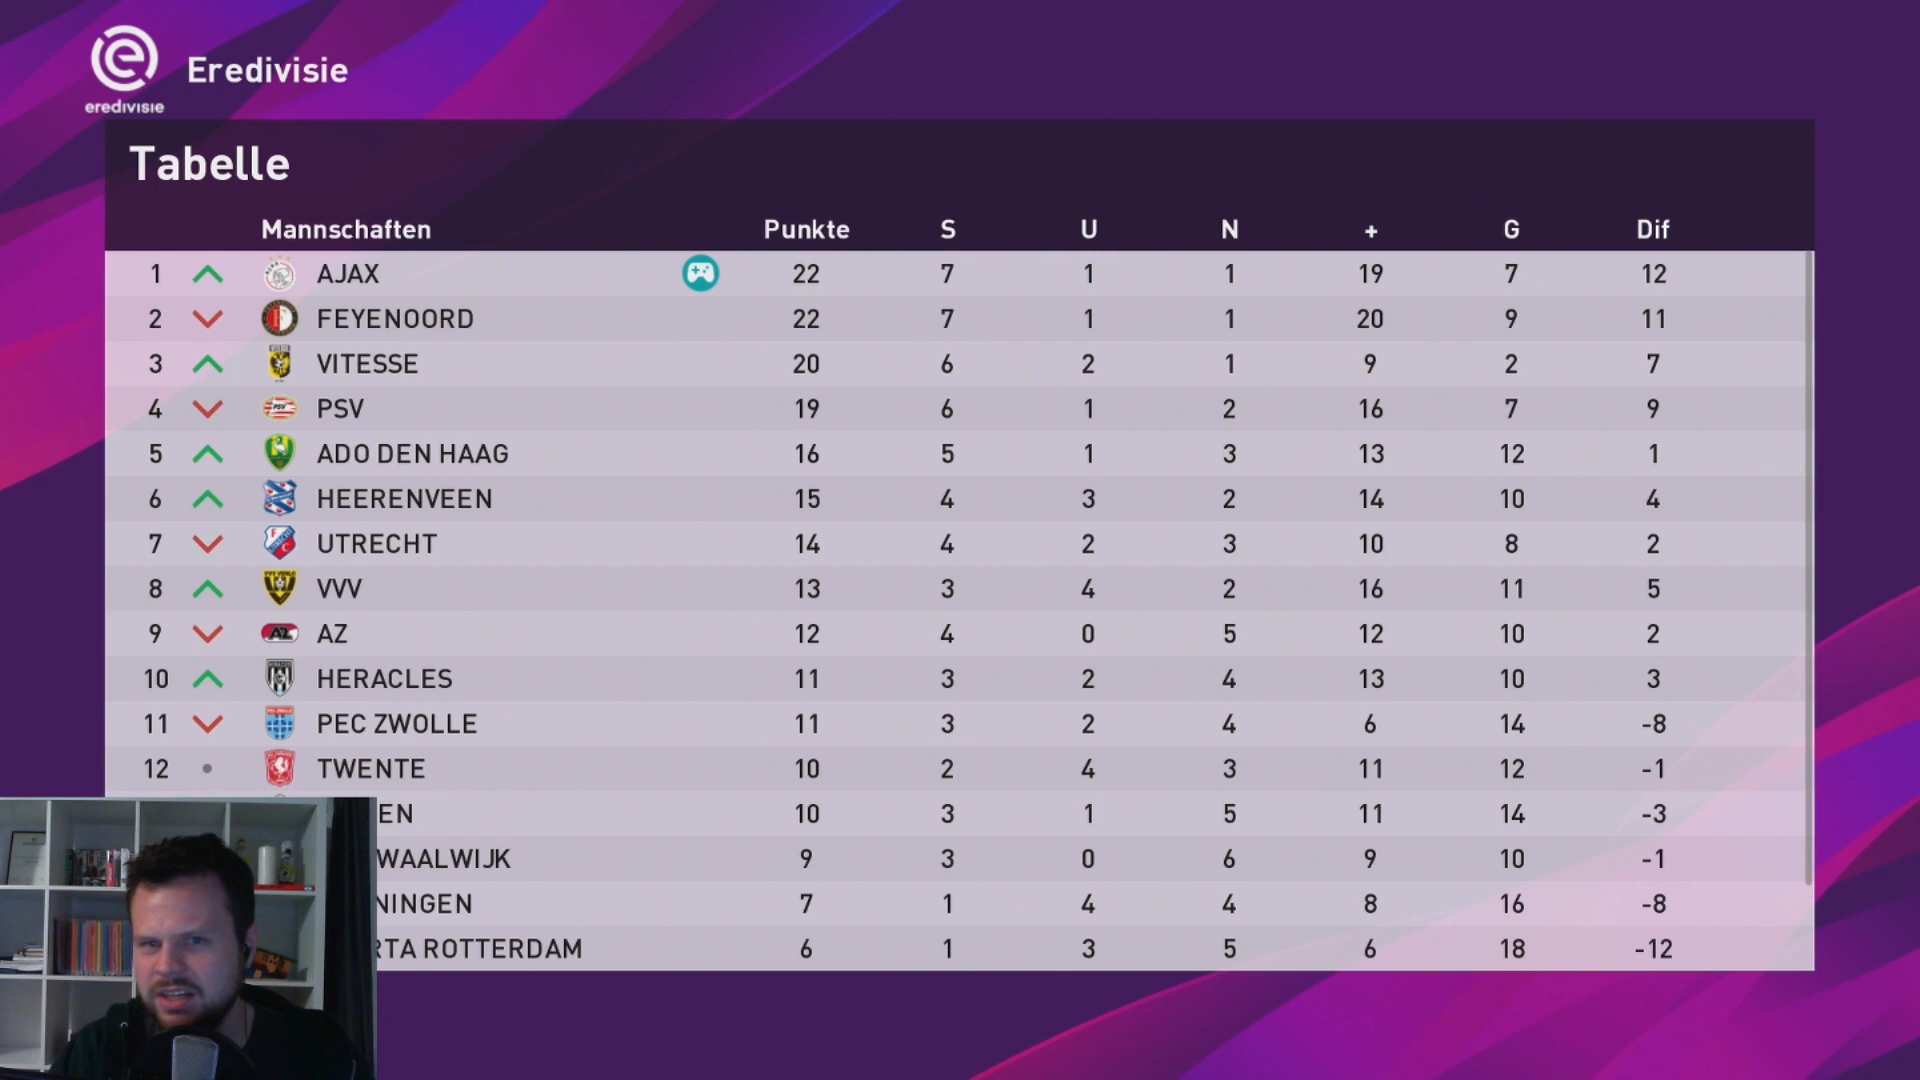 eredivisie
Eredivisie
Tabelle
Mannschaften Punkte S U N + G Dif
1 AJAX 22 7 1 1 19 7 12
2 FEYENOORD 22 7 1 1 20 9 11
3 VITESSE 20 6 2 1 9 2 7
4 PSV 19 6 1 2 16 7 9
5 ADO DEN HAAG 16 5 1 3 13 12 1
6 HEERENVEEN 15 4 3 2 14 10 4
7 UTRECHT 14 4 2 3 10 8 2
8 VVV 13 3 4 2 16 11 5
9 AZ AZ 12 4 0 5 12 10 2
10 HERACLES 11 3 2 4 13 10 3
11 PEC ZWOLLE 11 3 2 4 6 14 -8
12 TWENTE 10 2 4 3 11 12 -1
EN 10 3 1 5 11 14 -3
WAALWIJK 9 3 0 6 9 10 -1
NINGEN 7 1 4 4 8 16 -8
RTA ROTTERDAM 6 1 3 5 6 18 -12